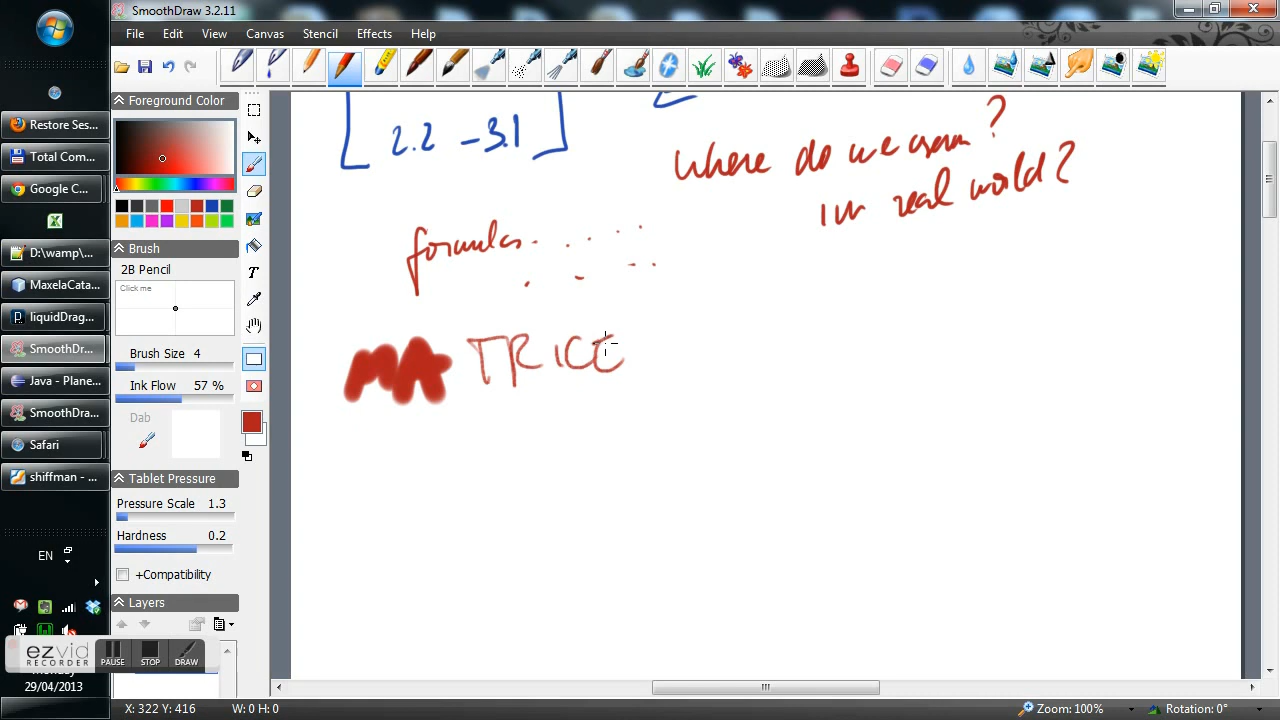 SmoothDraw 3.2.11
File Edit View Canvas Stencil Effects Help
Foreground Color
Restore Ses...
Total Com...
Google C...
D:\wamp\...
MaxelaCata...
liquidDrag...
SmoothDr...
Java - Plane...
SmoothDr...
Safari
shiffman - ...
EN
Monday
29/04/2013
Brush
2B Pencil
Click me
Brush Size 4
Ink Flow 57 %
Dab
Tablet Pressure
Pressure Scale 1.3
Hardness 0.2
+Compatibility
Layers
ezvid
RECORDER
PAUSE STOP DRAW
2.2 -3.1
where do we ?
in real world?
formulas. . . . .
. - . .
MATRICE
X: 322 Y: 416 W: 0 H: 0 Zoom: 100% Rotation: 0°